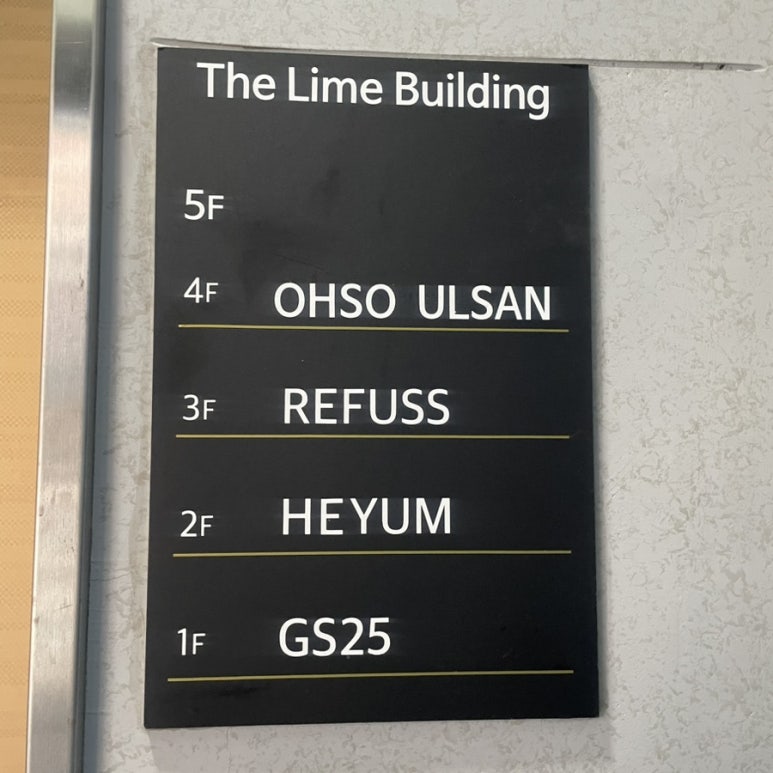 The Lime Building
5F
4F OHSO ULSAN
3F REFUSS
2F HEYUM
1F GS25